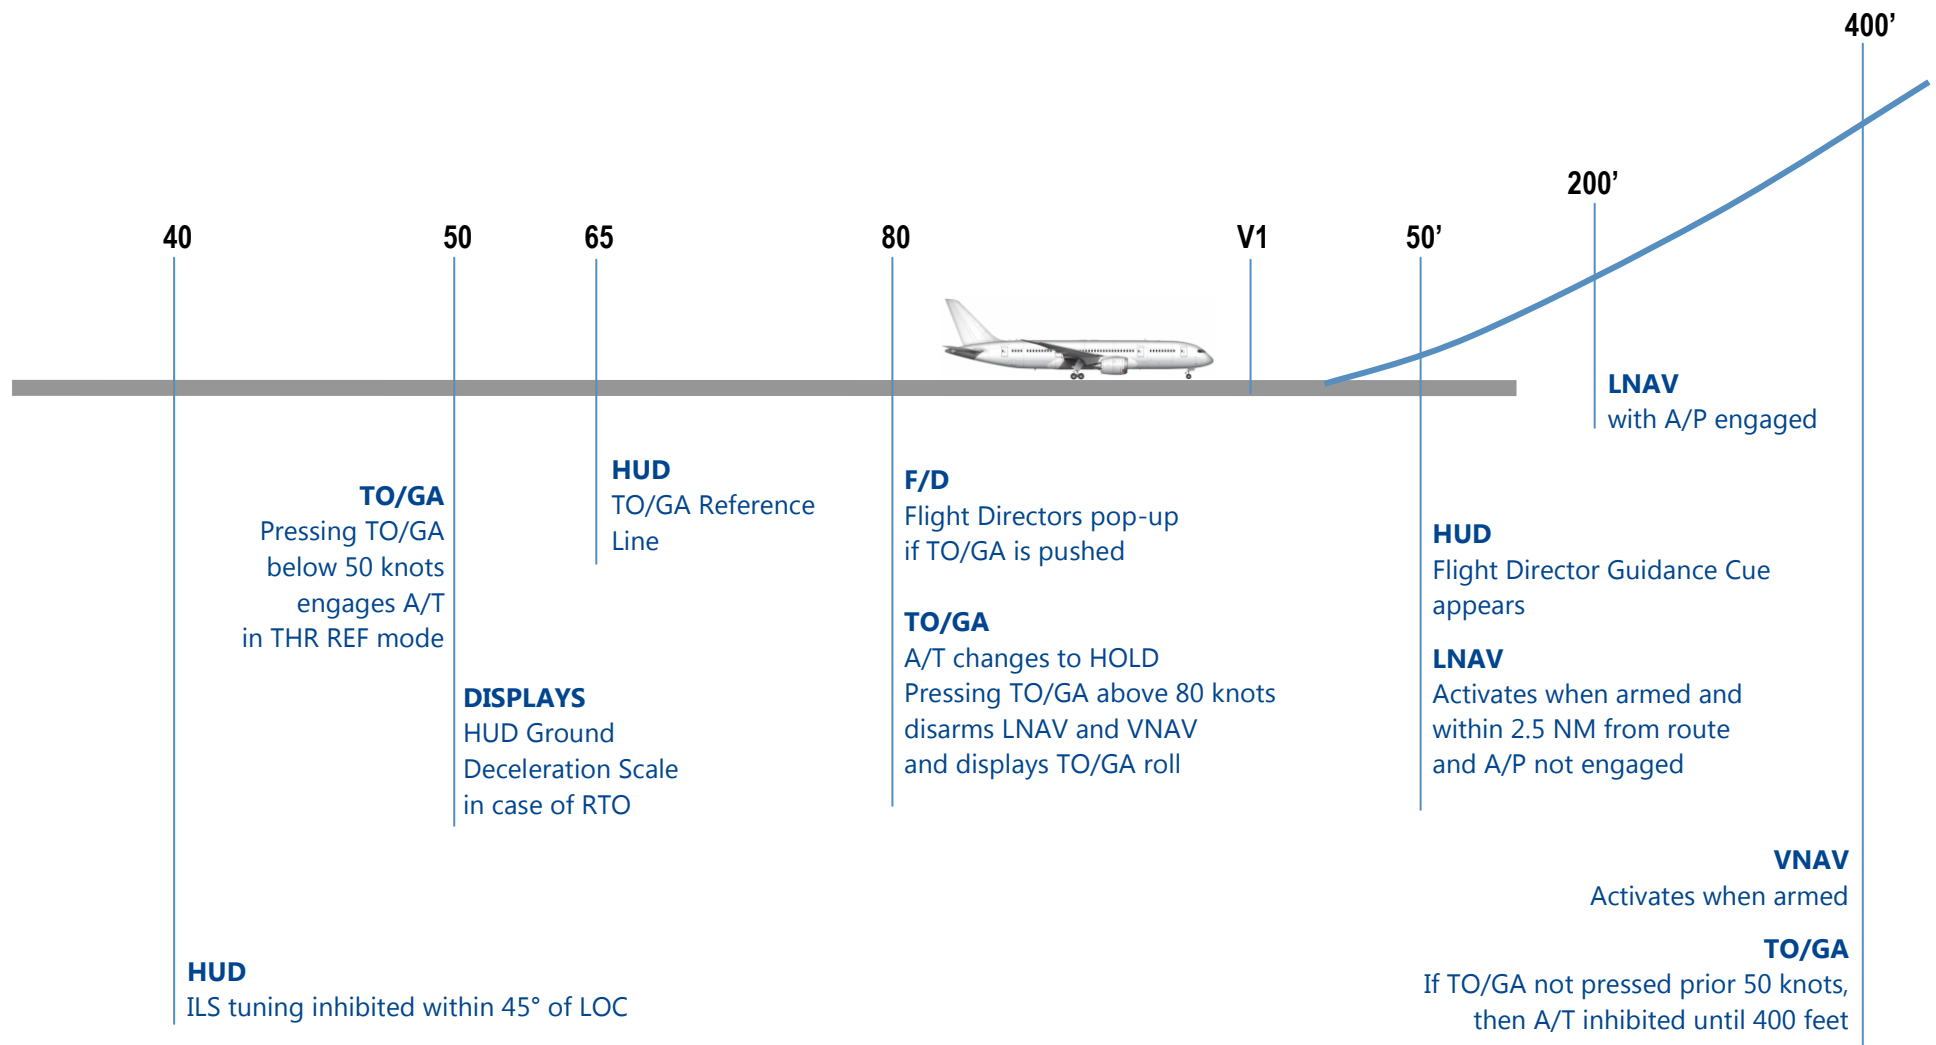 400’
200’
40
50
65
80
V1
50’
LNAV
with A/P engaged
HUD
TO/GA Reference
Line
TO/GA
Pressing TO/GA
below 50 knots
engages A/T
in THR REF mode
F/D
Flight Directors pop-up
if TO/GA is pushed
HUD
Flight Director Guidance Cue
appears
TO/GA
A/T changes to HOLD
Pressing TO/GA above 80 knots
disarms LNAV and VNAV
and displays TO/GA roll
LNAV
Activates when armed and
within 2.5 NM from route
and A/P not engaged
DISPLAYS
HUD Ground
Deceleration Scale
in case of RTO
VNAV
Activates when armed
TO/GA
If TO/GA not pressed prior 50 knots,
then A/T inhibited until 400 feet
HUD
ILS tuning inhibited within 45° of LOC